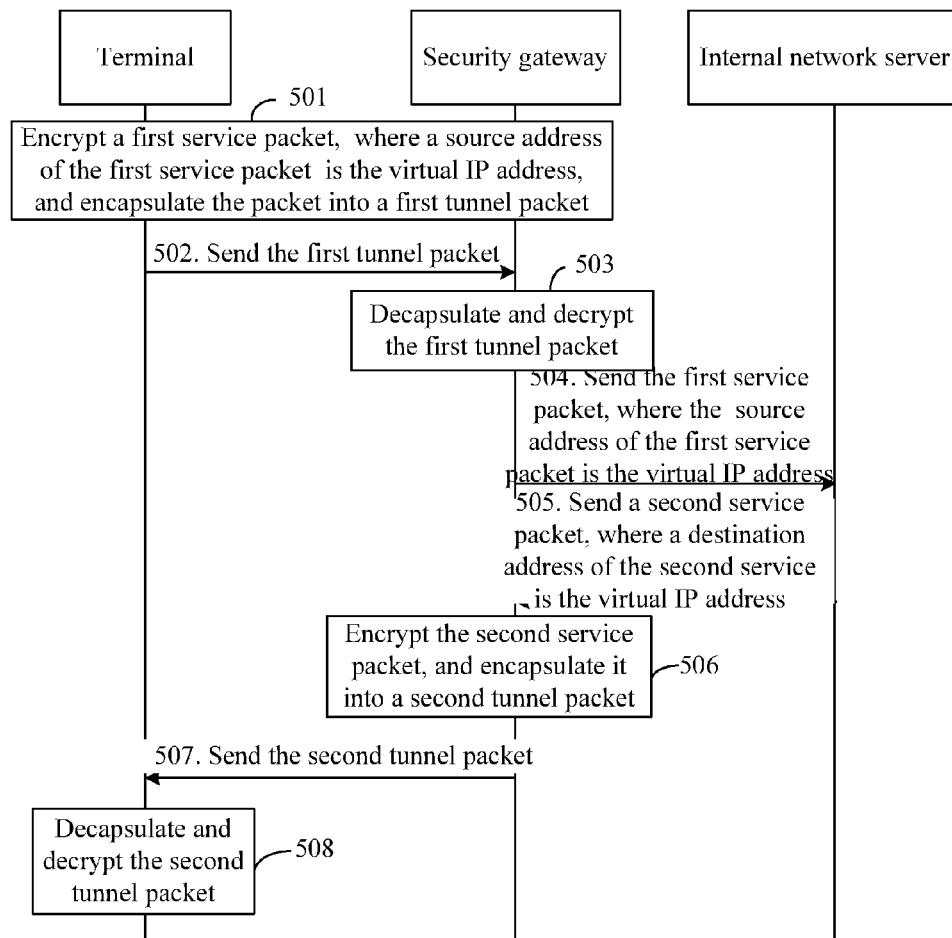 Terminal
Security gateway
Internal network server
501
Encrypt a first service packet, where a source address
of the first service packet is the virtual IP address,
and encapsulate the packet into a first tunnel packet
502. Send the first tunnel packet
503
Decapsulate and decrypt
the first tunnel packet
504. Send the first service
packet, where the source
address of the first service
packet is the virtual IP address
505. Send a second service
packet, where a destination
address of the second service
is the virtual IP address
Encrypt the second service
packet, and encapsulate it
into a second tunnel packet
506
507. Send the second tunnel packet
Decapsulate and
decrypt the second
tunnel packet
508